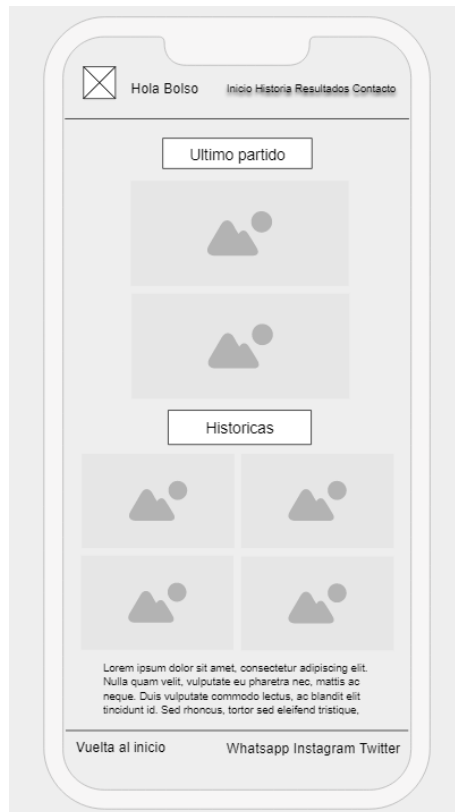 Hola Bolso Inicio Historia Resultados Contacto
Ultimo partido
Historicas
Lorem ipsum dolor sit amet, consectetur adipiscing elit.
Nulla quam velit, vulputate eu pharetra nec, mattis ac
neque. Duis vulputate commodo lectus, ac blandit elit
tincidunt id. Sed rhoncus, tortor sed eleifend tristique,
Vuelta al inicio Whatsapp Instagram Twitter